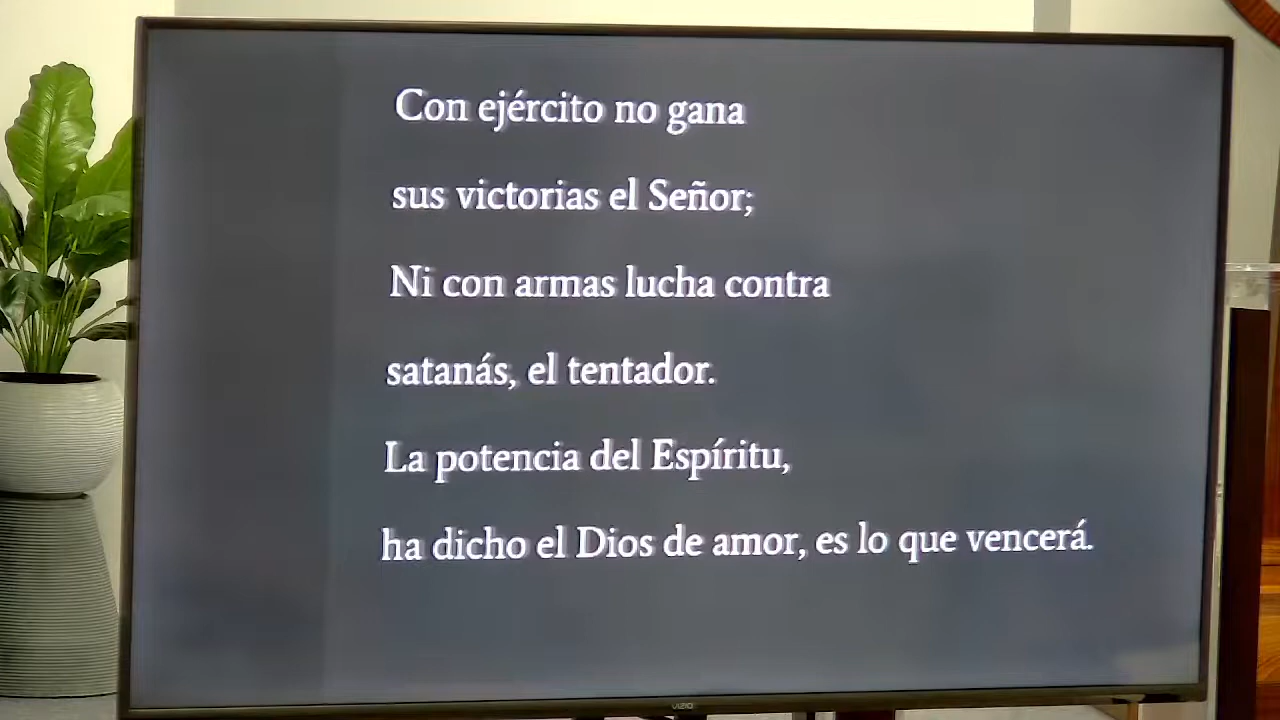 Con ejército no gana
sus victorias el Señor;
Ni con armas lucha contra
satanás, el tentador.
La potencia del Espíritu,
ha dicho el Dios de amor, es lo que vencerá.
VIZIO